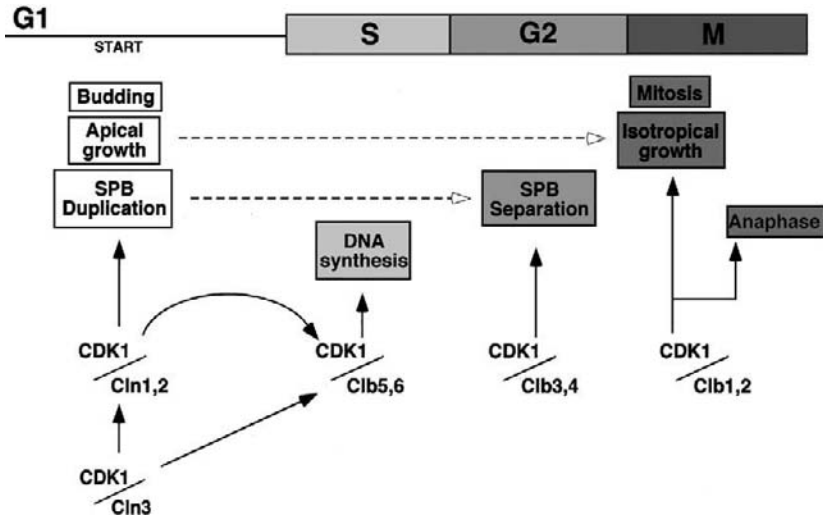 G1
START
S
G2
M
Budding
Mitosis
Apical
growth
Isotropical
growth
SPB
Duplication
SPB
Separation
Anaphase
DNA
synthesis
CDK1
Cln1,2
CDK1
Clb5,6
CDK1
Clb3,4
CDK1
Clb1,2
CDK1
Cln3